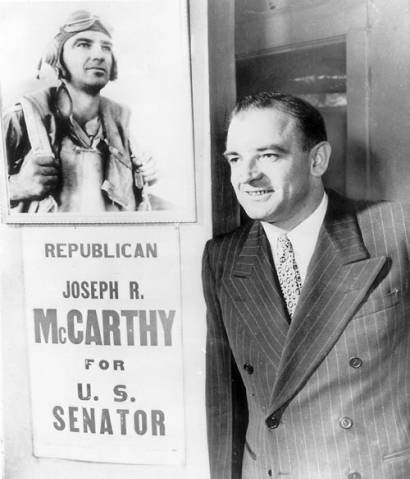 REPUBLICAN
JOSEPH R.
McCARTHY
FOR
U. S.
SENATOR